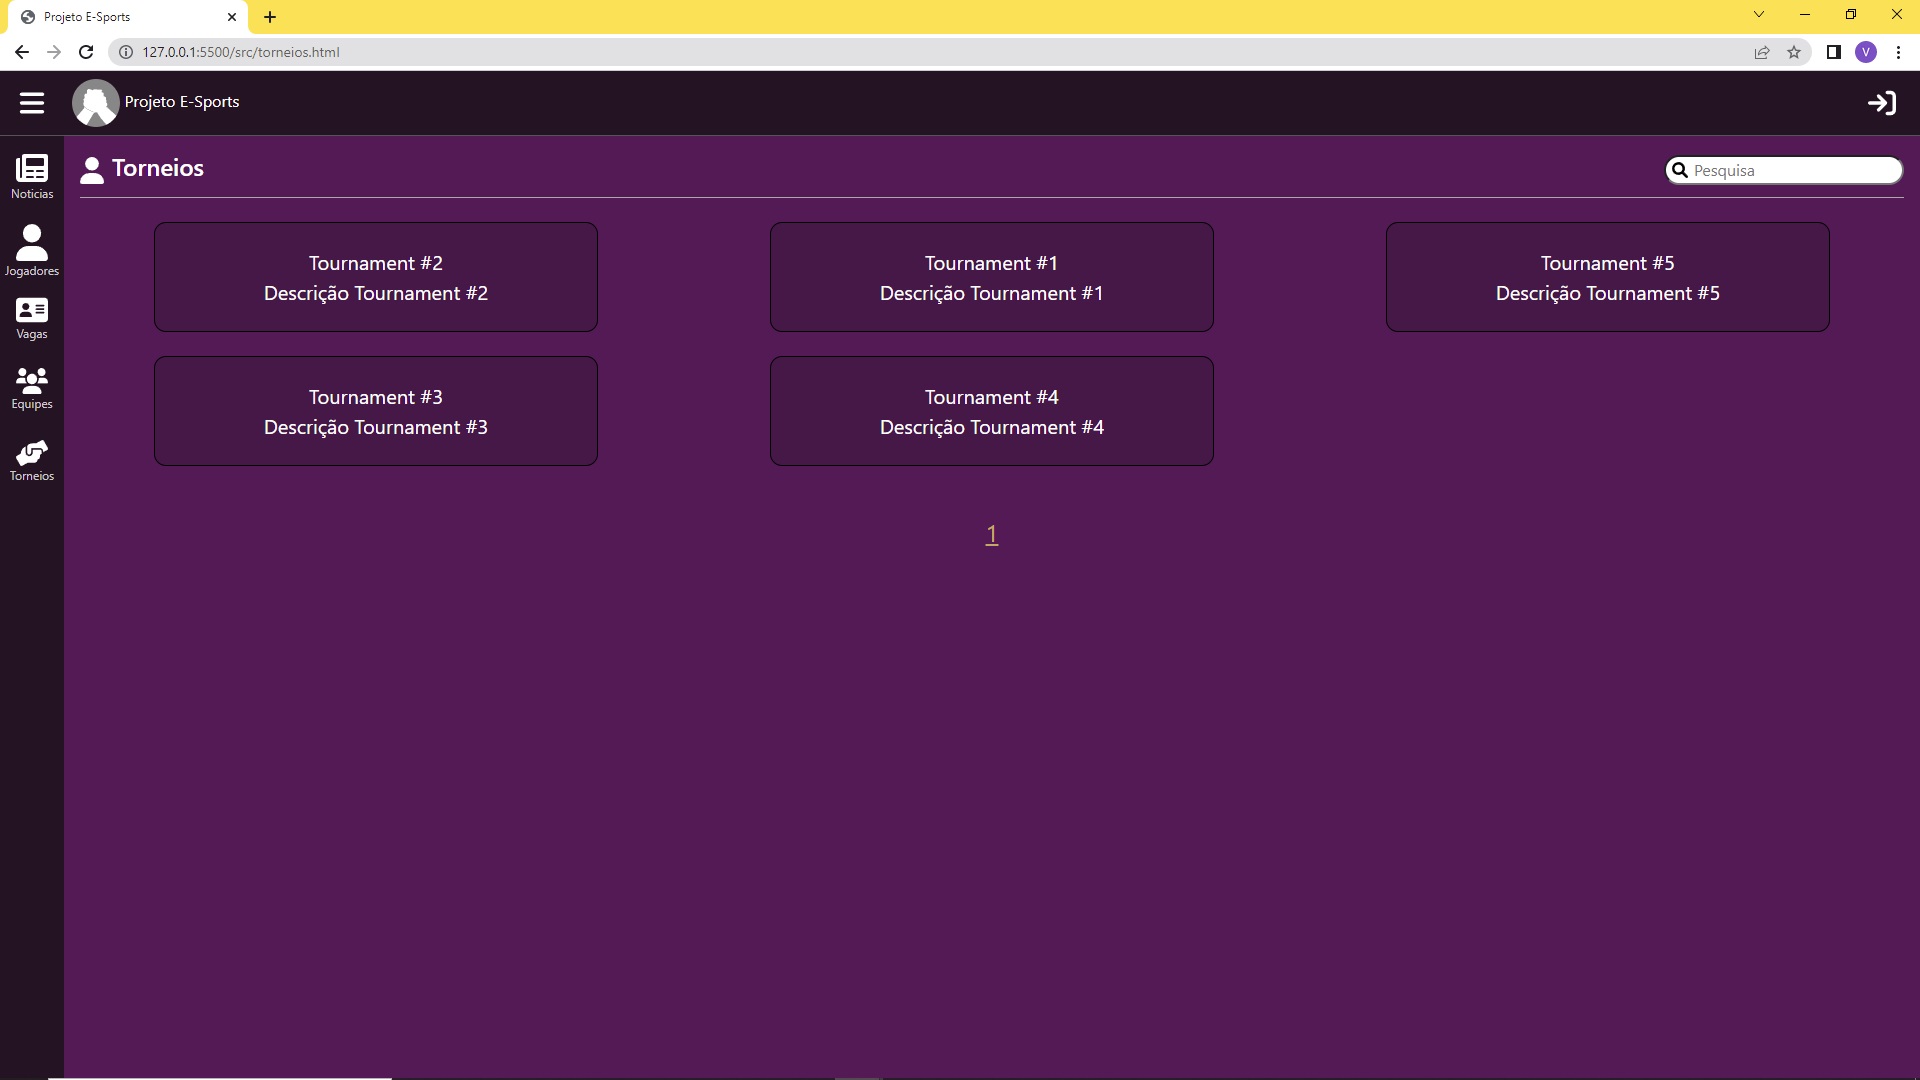 Projeto E-Sports
127.0.0.1:5500/src/torneios.html
V
Projeto E-Sports
Noticias
Jogadores
Vagas
Equipes
Torneios
Torneios
Pesquisa
Tournament #2
Descrição Tournament #2
Tournament #1
Descrição Tournament #1
Tournament #5
Descrição Tournament #5
Tournament #3
Descrição Tournament #3
Tournament #4
Descrição Tournament #4
1